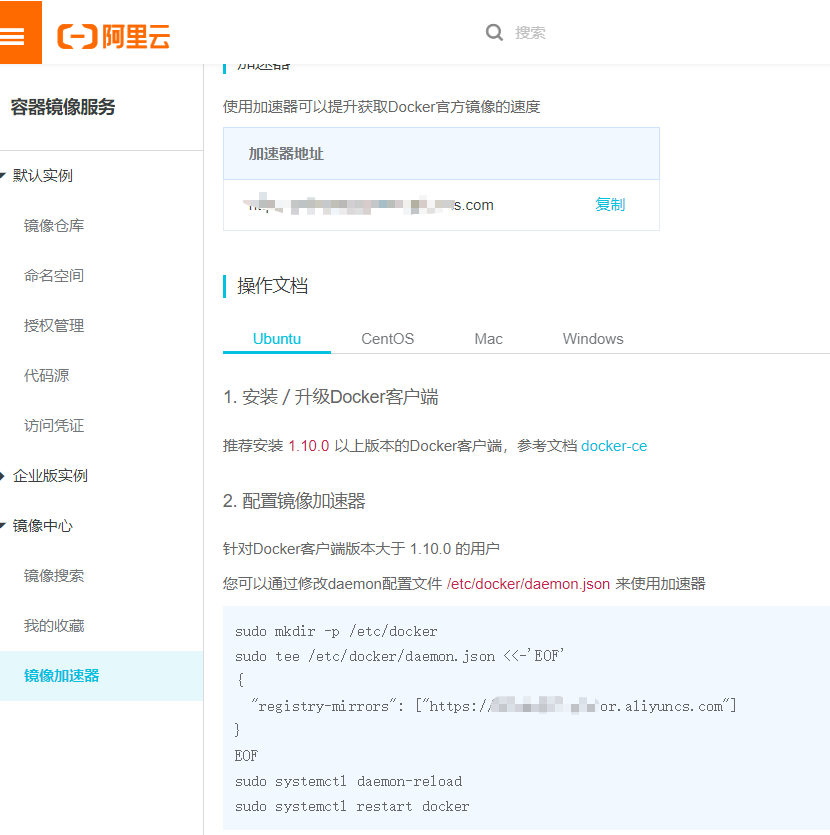 阿里云
搜索
容器镜像服务
默认实例
镜像仓库
命名空间
授权管理
代码源
访问凭证
企业版实例
镜像中心
镜像搜索
我的收藏
镜像加速器
加速器
使用加速器可以提升获取Docker官方镜像的速度
加速器地址
s.com
复制
操作文档
Ubuntu CentOS Mac Windows
1. 安装 / 升级Docker客户端
推荐安装 1.10.0 以上版本的Docker客户端，参考文档 docker-ce
2. 配置镜像加速器
针对Docker客户端版本大于 1.10.0 的用户
您可以通过修改daemon配置文件 /etc/docker/daemon.json 来使用加速器
sudo mkdir -p /etc/docker
sudo tee /etc/docker/daemon.json <<-'EOF'
{
"registry-mirrors": ["https:/ or.aliyuncs.com"]
}
EOF
sudo systemctl daemon-reload
sudo systemctl restart docker